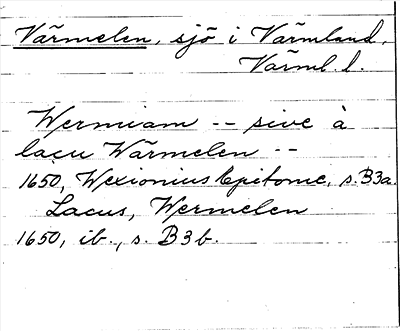 Värmelen, sjö i Värmland,
Värml. l.
Wermiam -- sive à
lacu Wärmelen --
1650, Wexionius Epitome, s. B3a.
Lacus, Wermelen
1650, ib., s. B3b.